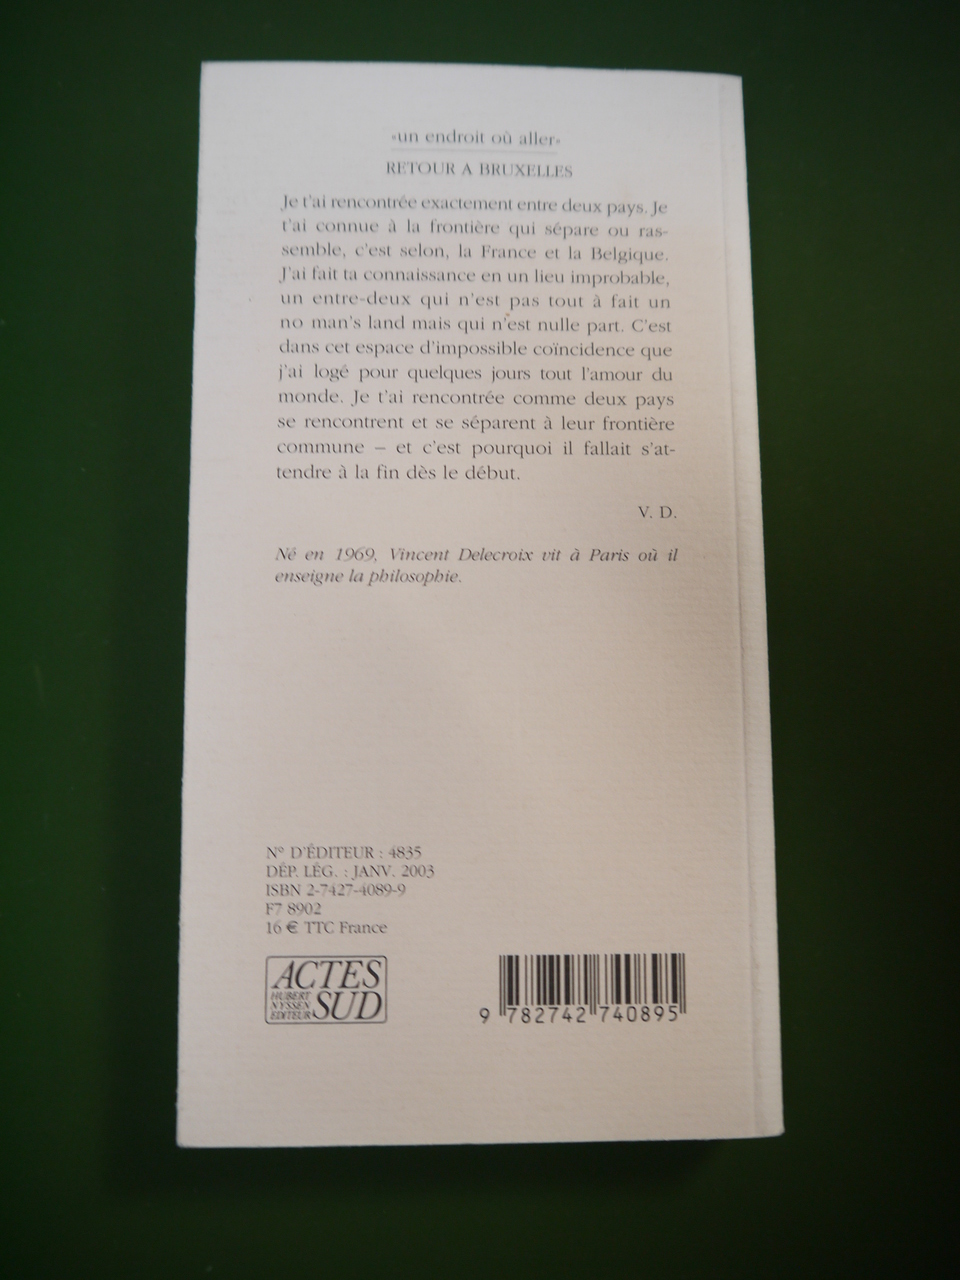 «un endroit où aller»
RETOUR A BRUXELLES
Je t'ai rencontrée exactement entre deux pays. Je
t'ai connue à la frontière qui sépare ou ras-
semble, c'est selon, la France et la Belgique.
J'ai fait ta connaissance en un lieu improbable,
un entre-deux qui n'est pas tout à fait un
no man's land mais qui n'est nulle part. C'est
dans cet espace d'impossible coïncidence que
j'ai logé pour quelques jours tout l'amour du
monde. Je t'ai rencontrée comme deux pays
se rencontrent et se séparent à leur frontière
commune – et c'est pourquoi il fallait s'at-
tendre à la fin dès le début.
V. D.
Né en 1969, Vincent Delecroix vit à Paris où il
enseigne la philosophie.
N° D'ÉDITEUR : 4835
DÉP. LÉG. : JANV. 2003
ISBN 2-7427-4089-9
F7 8902
16 € TTC France
ACTES
HUBERT
NYSSEN
EDITEUR
SUD
9 782742 740895